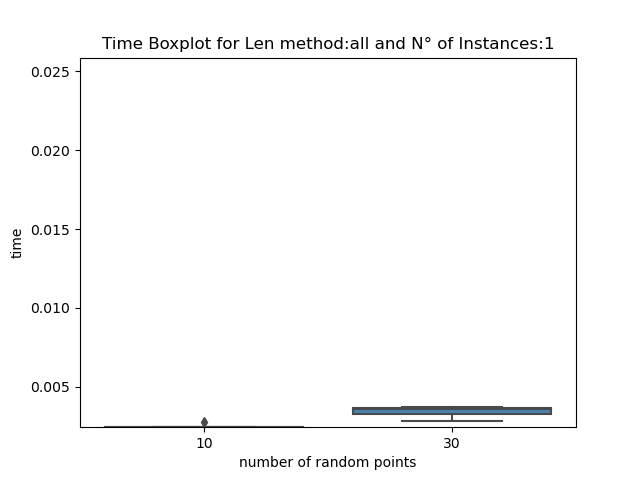 Time Boxplot for Len method:all and N° of Instances:1
0.025
0.020
0.015
0.010
0.005
time
10
30
number of random points